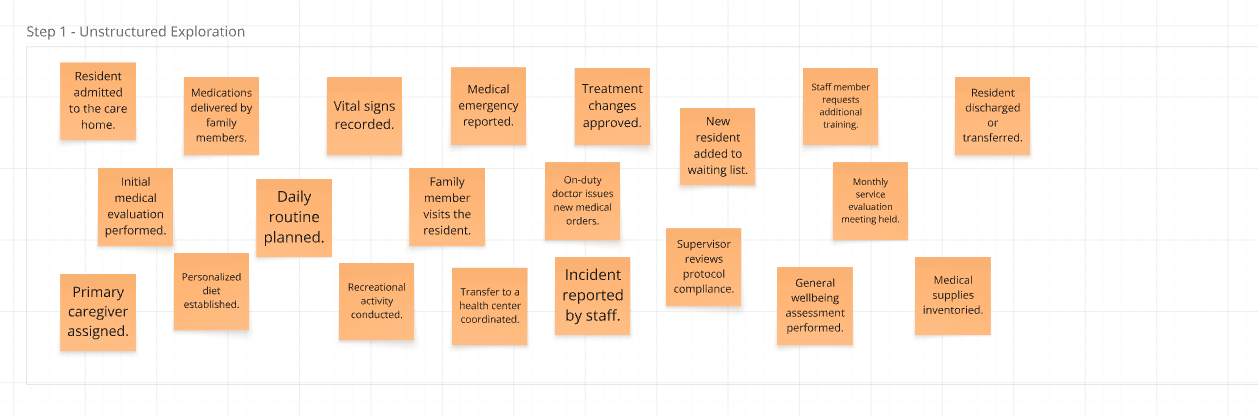 Step 1 - Unstructured Exploration
Resident
admitted
to the care
home.
Medications
delivered by
family
members.
Vital signs
recorded.
Medical
emergency
reported.
Treatment
changes
approved.
New
resident
added to
waiting list.
Staff member
requests
additional
training.
Resident
discharged
or
transferred.
Initial
medical
evaluation
performed.
Daily
routine
planned.
Family
member
visits the
resident.
On-duty
doctor issues
new medical
orders.
Monthly
service
evaluation
meeting held.
Primary
caregiver
assigned.
Personalized
diet
established.
Recreational
activity
conducted.
Transfer to a
health center
coordinated.
Incident
reported
by staff.
Supervisor
reviews
protocol
compliance.
General
wellbeing
assessment
performed.
Medical
supplies
inventoried.